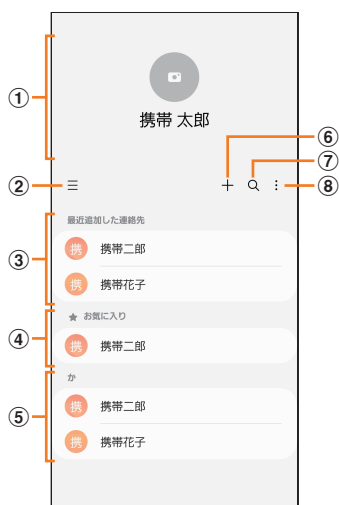 ①
携帯 太郎
⑥
⑦
②
⑧
最近追加した連絡先
携 携帯二郎
③
携 携帯花子
★ お気に入り
④
携 携帯二郎
か
携 携帯二郎
⑤
携 携帯花子